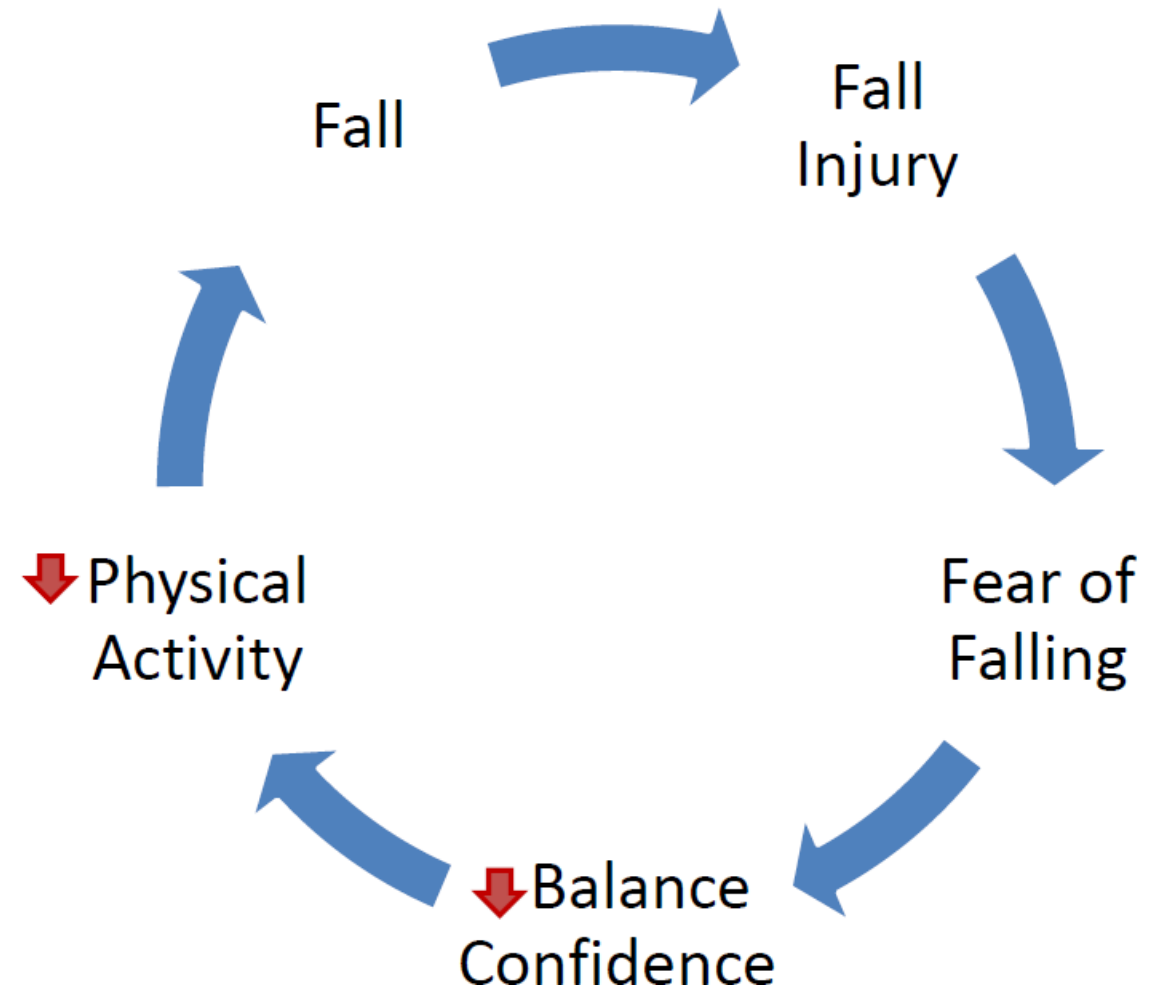 Fall
Fall
Injury
Fear of
Falling
Balance
Confidence
Physical
Activity